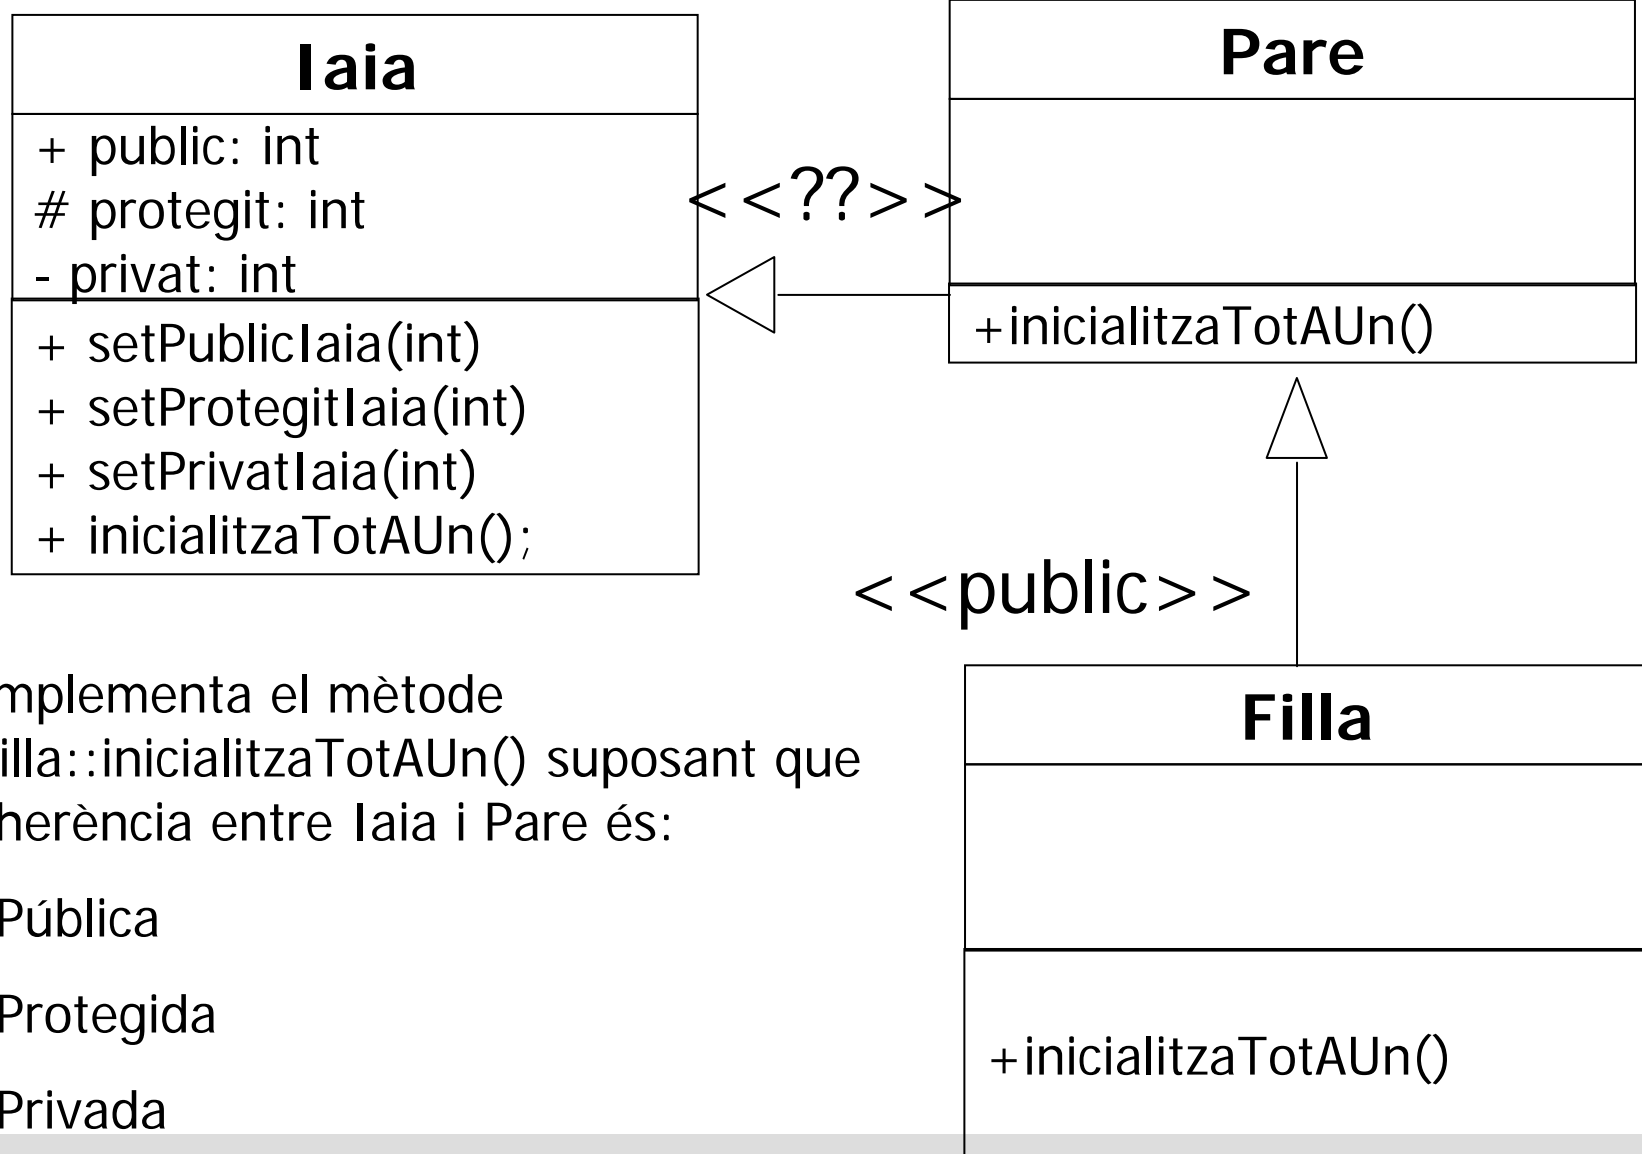 Iaia
+ public: int
# protegit: int
- privat: int
+ setPublicIaia(int)
+ setProtegitIaia(int)
+ setPrivatIaia(int)
+ inicialitzaTotAUn();
<<??>>
Pare
+inicialitzaTotAUn()
<<public>>
Filla
+inicialitzaTotAUn()
mplementa el mètode
illa::inicialitzaTotAUn() suposant que
herència entre Iaia i Pare és:
Pública
Protegida
Privada